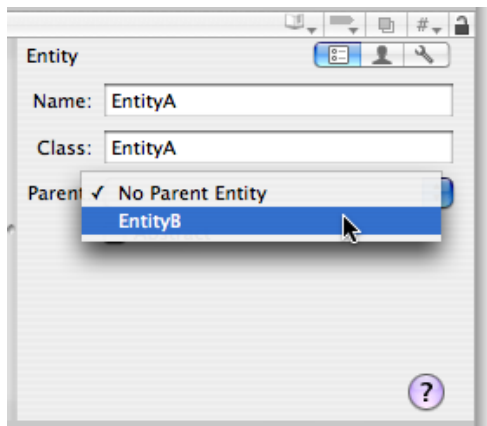 #
Entity
Name: EntityA
Class: EntityA
Parent ✓ No Parent Entity
EntityB
?